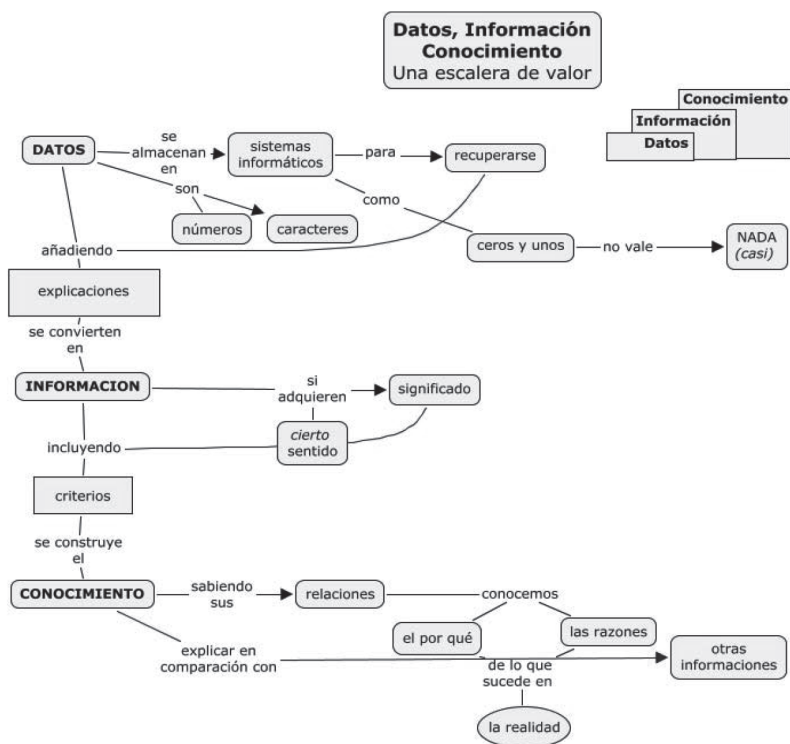 Datos, Información
Conocimiento
Una escalera de valor
Conocimiento
Información
Datos
DATOS
se
almacenan
en
sistemas
informáticos
para
recuperarse
son
números
caracteres
como
ceros y unos
no vale
NADA
(casi)
añadiendo
explicaciones
se convierten
en
INFORMACION
si
adquieren
significado
cierto
sentido
incluyendo
criterios
se construye
el
CONOCIMIENTO
sabiendo
sus
relaciones
conocemos
el por qué
las razones
explicar en
comparación con
otras
informaciones
de lo que
sucede en
la realidad